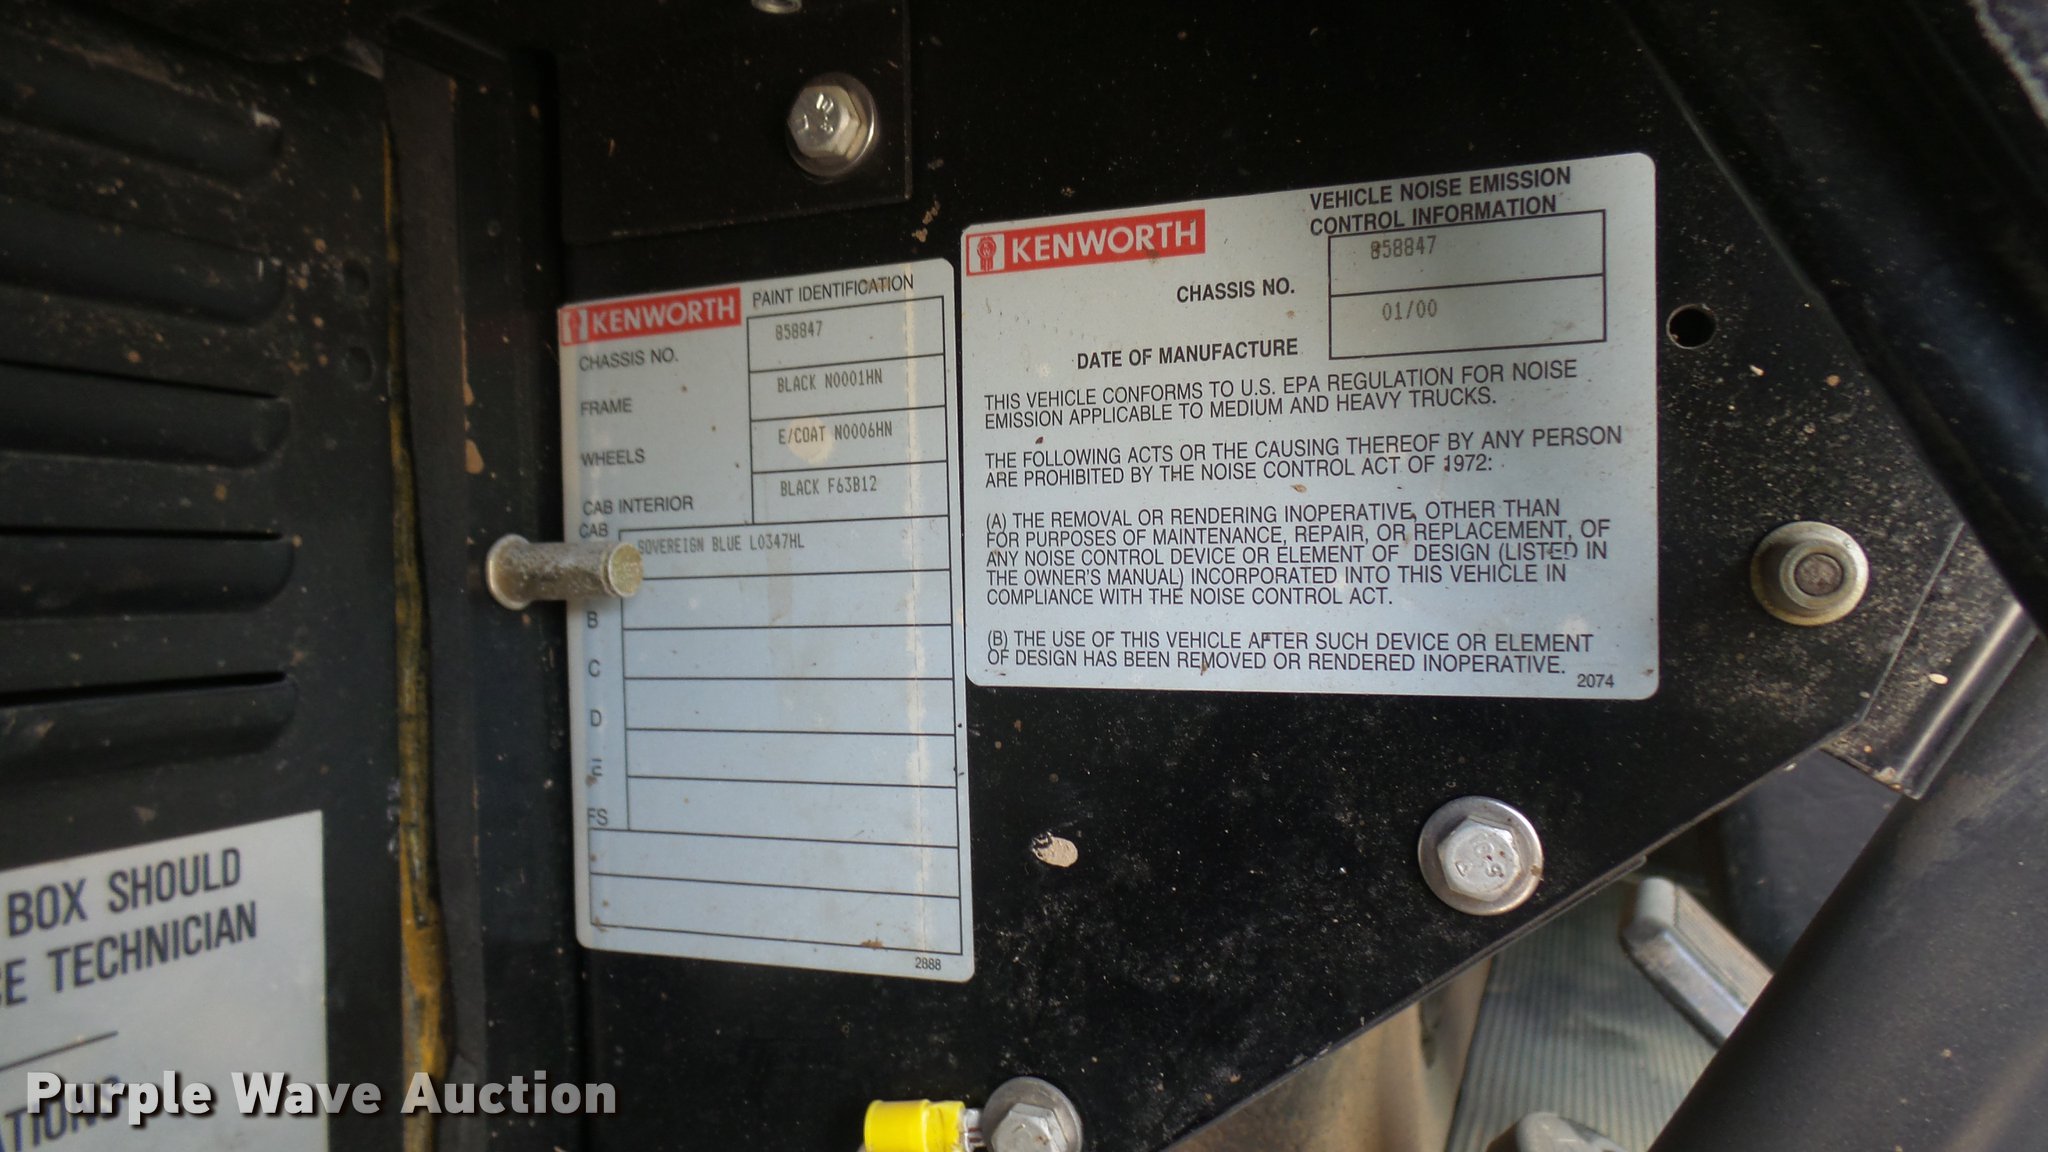 KENWORTH PAINT IDENTIFICATION
CHASSIS NO. 858847
FRAME BLACK N0001HN
WHEELS E/COAT N0006HN
CAB INTERIOR BLACK F63B12
CAB
SOVEREIGN BLUE L0347HL
B
C
D
E
FS
2888
KENWORTH
VEHICLE NOISE EMISSION
CONTROL INFORMATION
CHASSIS NO. 858847
DATE OF MANUFACTURE 01/00
THIS VEHICLE CONFORMS TO U.S. EPA REGULATION FOR NOISE
EMISSION APPLICABLE TO MEDIUM AND HEAVY TRUCKS.
THE FOLLOWING ACTS OR THE CAUSING THEREOF BY ANY PERSON
ARE PROHIBITED BY THE NOISE CONTROL ACT OF 1972:
(A) THE REMOVAL OR RENDERING INOPERATIVE, OTHER THAN
FOR PURPOSES OF MAINTENANCE, REPAIR, OR REPLACEMENT, OF
ANY NOISE CONTROL DEVICE OR ELEMENT OF DESIGN (LISTED IN
THE OWNER'S MANUAL) INCORPORATED INTO THIS VEHICLE IN
COMPLIANCE WITH THE NOISE CONTROL ACT.
(B) THE USE OF THIS VEHICLE AFTER SUCH DEVICE OR ELEMENT
OF DESIGN HAS BEEN REMOVED OR RENDERED INOPERATIVE.
2074
BOX SHOULD
CE TECHNICIAN
ATIONS
Purple Wave Auction